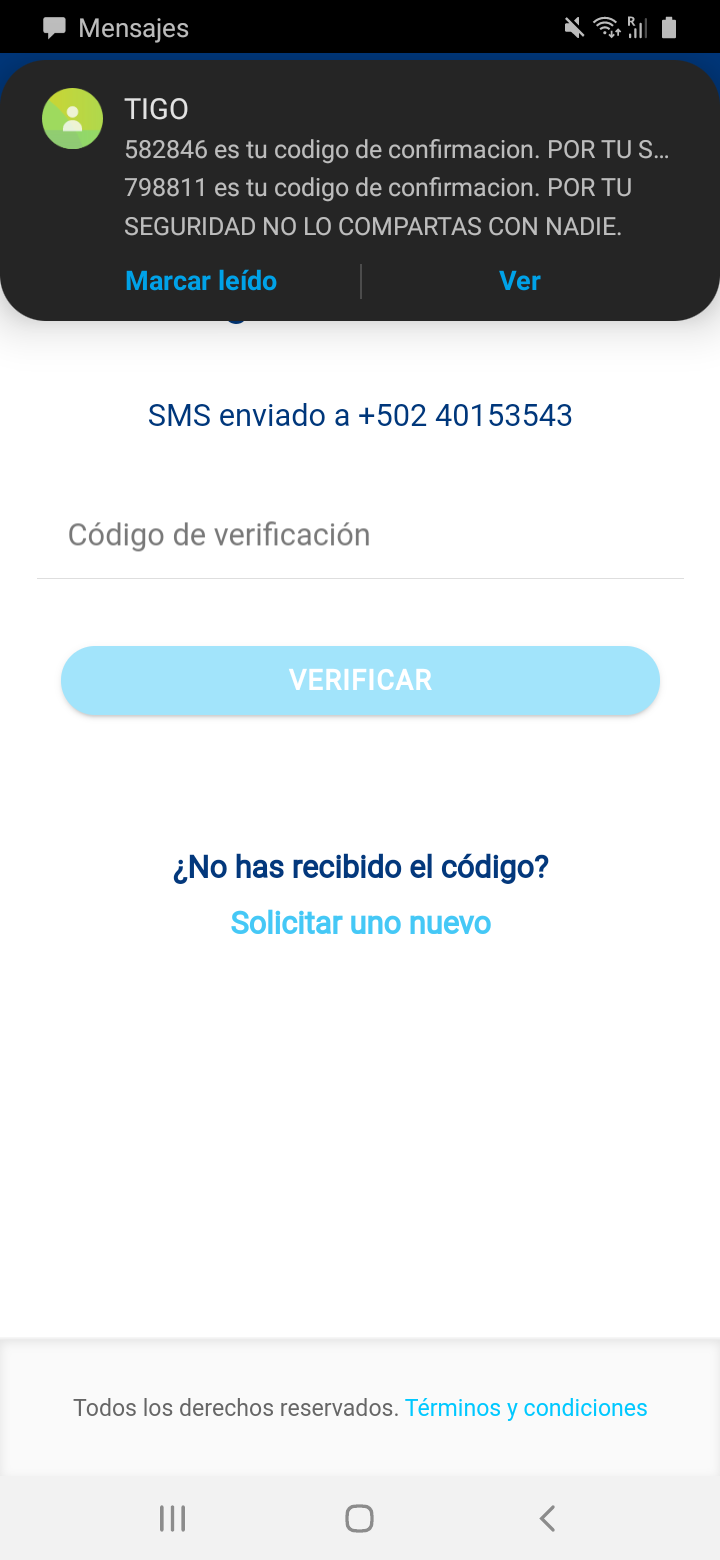 Mensajes
TIGO
582846 es tu codigo de confirmacion. POR TU S...
798811 es tu codigo de confirmacion. POR TU
SEGURIDAD NO LO COMPARTAS CON NADIE.
Marcar leído
Ver
SMS enviado a +502 40153543
Código de verificación
VERIFICAR
¿No has recibido el código?
Solicitar uno nuevo
Todos los derechos reservados. Términos y condiciones